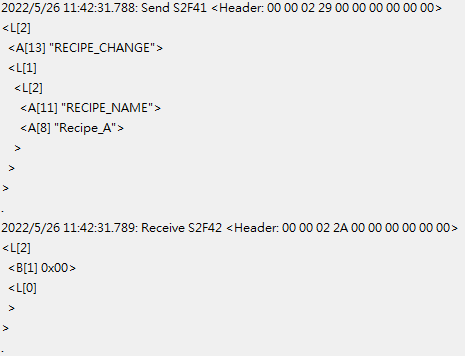 2022/5/26 11:42:31.788: Send S2F41 <Header: 00 00 02 29 00 00 00 00 00 00>
<L[2]
<A[13] "RECIPE_CHANGE">
<L[1]
<L[2]
<A[11] "RECIPE_NAME">
<A[8] "Recipe_A">
>
>
>
.
2022/5/26 11:42:31.789: Receive S2F42 <Header: 00 00 02 2A 00 00 00 00 00 00>
<L[2]
<B[1] 0x00>
<L[0]
>
>
.